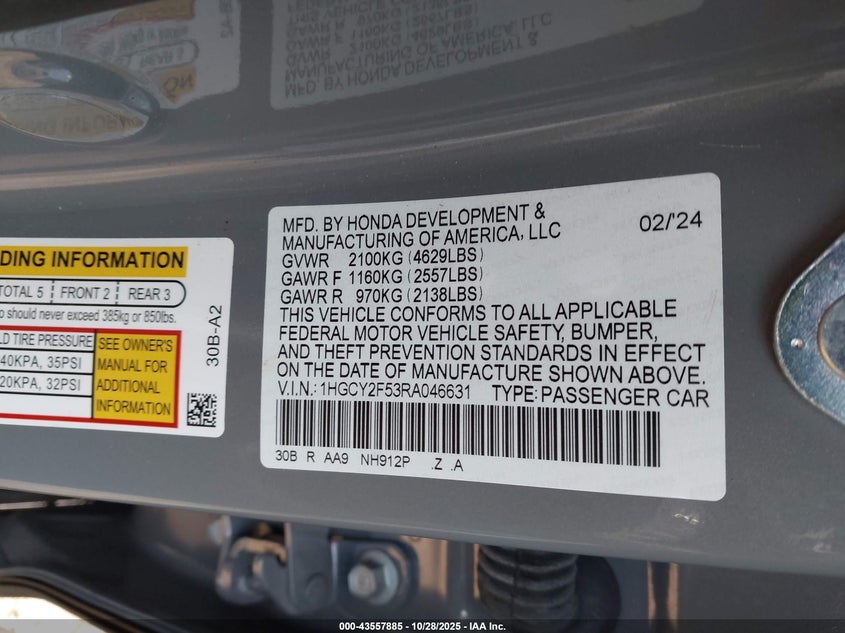 MFD. BY HONDA DEVELOPMENT &
MANUFACTURING OF AMERICA, LLC
02/'24
GVWR 2100KG (4629LBS)
GAWR F 1160KG (2557LBS)
GAWR R 970KG (2138LBS)
THIS VEHICLE CONFORMS TO ALL APPLICABLE
FEDERAL MOTOR VEHICLE SAFETY, BUMPER,
AND THEFT PREVENTION STANDARDS IN EFFECT
ON THE DATE OF MANUFACTURE SHOWN ABOVE.
V.I.N.: 1HGCY2F53RA046631 TYPE: PASSENGER CAR
30B R AA9 NH912P .Z .A
DING INFORMATION
TOTAL 5 FRONT 2 REAR 3
o should never exceed 385kg or 850lbs.
LD TIRE PRESSURE
40KPA, 35PSI
20KPA, 32PSI
SEE OWNER'S
MANUAL FOR
ADDITIONAL
INFORMATION
30B-A2
000-43557885 • 10/28/2025 - IAA Inc.